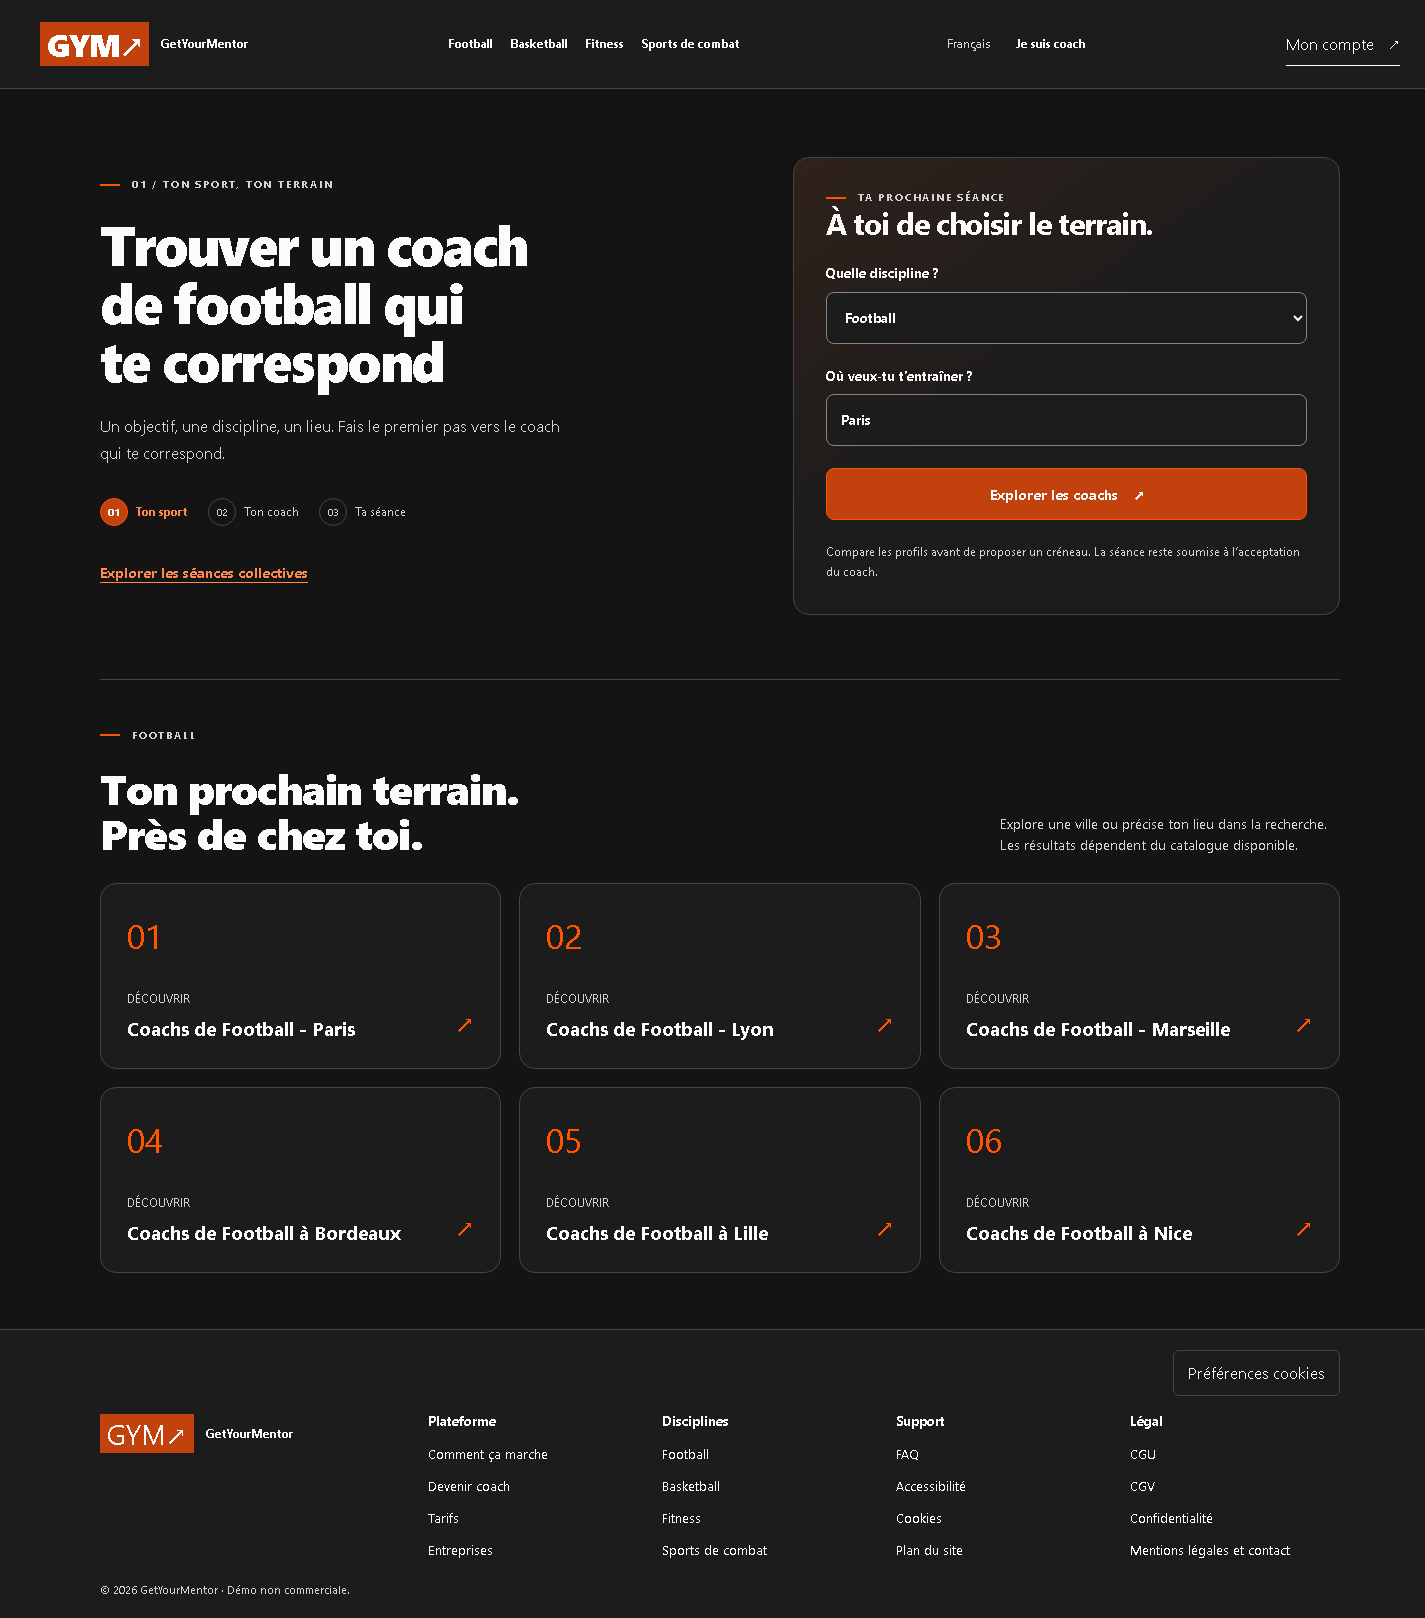 GYM↗ GetYourMentor
Football Basketball Fitness Sports de combat
Français Je suis coach
Mon compte ↗
01 / TON SPORT, TON TERRAIN
Trouver un coach
de football qui
te correspond
Un objectif, une discipline, un lieu. Fais le premier pas vers le coach
qui te correspond.
01 Ton sport 02 Ton coach 03 Ta séance
Explorer les séances collectives
TA PROCHAINE SÉANCE
À toi de choisir le terrain.
Quelle discipline ?
Football
Où veux-tu t'entraîner ?
Paris
Explorer les coachs ↗
Compare les profils avant de proposer un créneau. La séance reste soumise à l'acceptation
du coach.
FOOTBALL
Ton prochain terrain.
Près de chez toi.
Explore une ville ou précise ton lieu dans la recherche.
Les résultats dépendent du catalogue disponible.
01
DÉCOUVRIR
Coachs de Football - Paris ↗
02
DÉCOUVRIR
Coachs de Football - Lyon ↗
03
DÉCOUVRIR
Coachs de Football - Marseille ↗
04
DÉCOUVRIR
Coachs de Football à Bordeaux ↗
05
DÉCOUVRIR
Coachs de Football à Lille ↗
06
DÉCOUVRIR
Coachs de Football à Nice ↗
Préférences cookies
GYM↗ GetYourMentor
Plateforme
Comment ça marche
Devenir coach
Tarifs
Entreprises
Disciplines
Football
Basketball
Fitness
Sports de combat
Support
FAQ
Accessibilité
Cookies
Plan du site
Légal
CGU
CGV
Confidentialité
Mentions légales et contact
© 2026 GetYourMentor · Démo non commerciale.